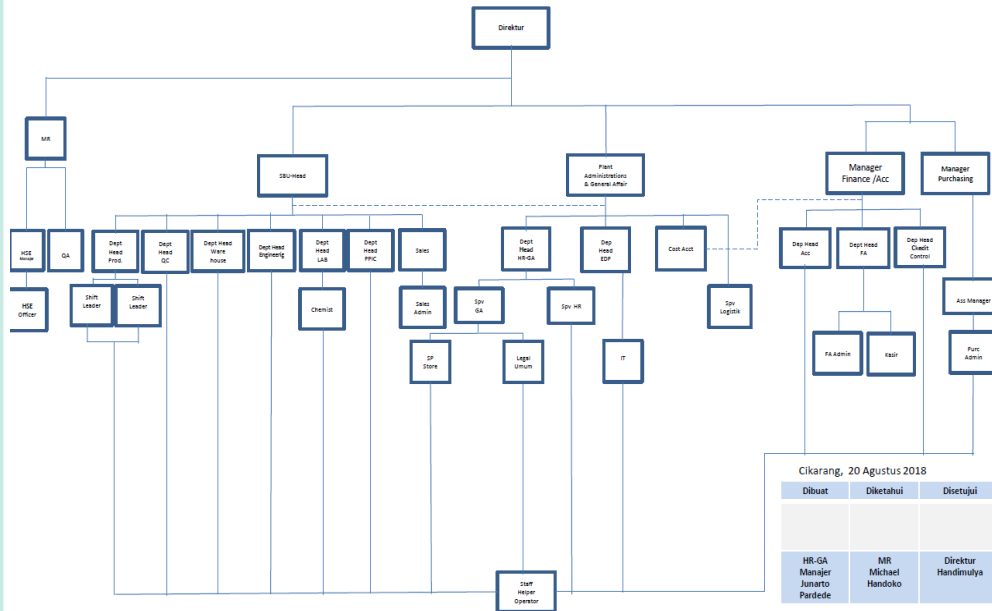 Direktur
MR
SBU-Head
Plant
Administrations
& General Affair
Manager
Finance /Acc
Manager
Purchasing
HSE
Manage
QA
Dept
Head
Prod.
Dept
Head
QC
Dept Head
Ware
house
Dept Head
Engineerig
Dept
Head
LAB
Dept
Head
PPIC
Sales
Dept
Head
HR-GA
Dep
Head
EDP
Cost Acct
Dep Head
Acc
Dept Head
FA
Dep Head
Credit
Control
HSE
Officer
Shift
Leader
Shift
Leader
Chemist
Sales
Admin
Spv
GA
Spv HR
Spv
Logistik
Ass Manager
SP
Store
Legal
Umum
IT
FA Admin
Kasir
Purc
Admin
Cikarang, 20 Agustus 2018
Dibuat Diketahui Disetujui
HR-GA
Manajer
Junarto
Pardede
MR
Michael
Handoko
Direktur
Handimulya
Staff
Helper
Operator